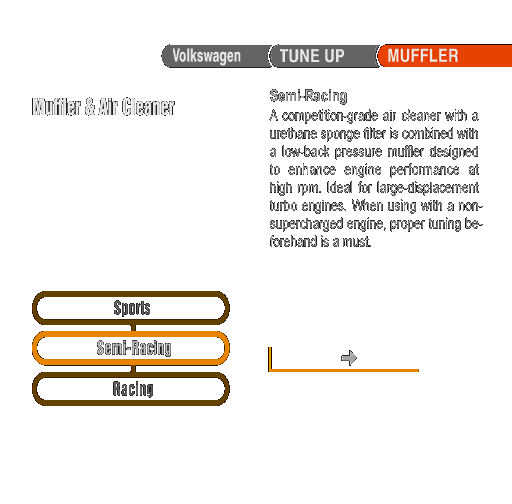 Volkswagen TUNE UP MUFFLER
Muffler & Air Cleaner
Semi-Racing
A competition-grade air cleaner with a
urethane sponge filter is combined with
a low-back pressure muffler designed
to enhance engine performance at
high rpm. Ideal for large-displacement
turbo engines. When using with a non-
supercharged engine, proper tuning be-
forehand is a must.
Sports
Semi-Racing
Racing